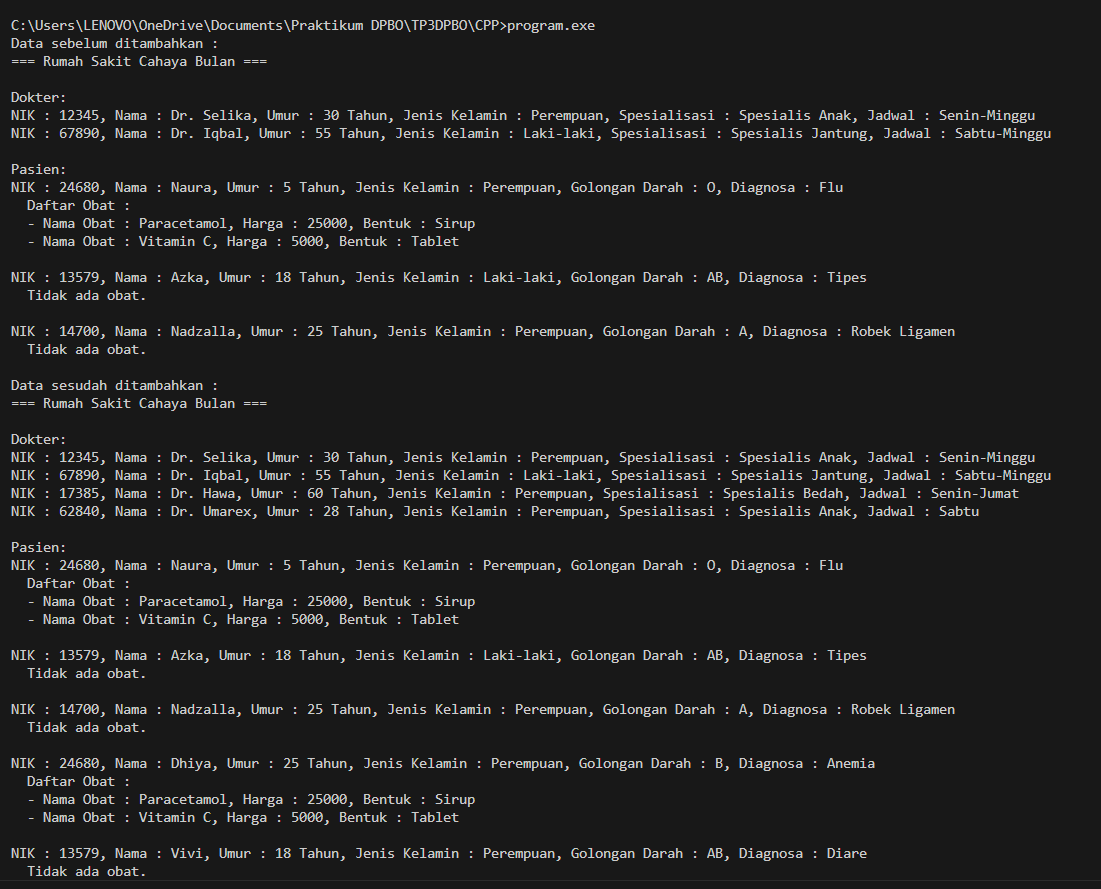 C:\Users\LENOVO\OneDrive\Documents\Praktikum DPBO\TP3DPBO\CPP>program.exe
Data sebelum ditambahkan :
=== Rumah Sakit Cahaya Bulan ===

Dokter:
NIK : 12345, Nama : Dr. Selika, Umur : 30 Tahun, Jenis Kelamin : Perempuan, Spesialisasi : Spesialis Anak, Jadwal : Senin-Minggu
NIK : 67890, Nama : Dr. Iqbal, Umur : 55 Tahun, Jenis Kelamin : Laki-laki, Spesialisasi : Spesialis Jantung, Jadwal : Sabtu-Minggu

Pasien:
NIK : 24680, Nama : Naura, Umur : 5 Tahun, Jenis Kelamin : Perempuan, Golongan Darah : O, Diagnosa : Flu
  Daftar Obat :
  - Nama Obat : Paracetamol, Harga : 25000, Bentuk : Sirup
  - Nama Obat : Vitamin C, Harga : 5000, Bentuk : Tablet

NIK : 13579, Nama : Azka, Umur : 18 Tahun, Jenis Kelamin : Laki-laki, Golongan Darah : AB, Diagnosa : Tipes
  Tidak ada obat.

NIK : 14700, Nama : Nadzalla, Umur : 25 Tahun, Jenis Kelamin : Perempuan, Golongan Darah : A, Diagnosa : Robek Ligamen
  Tidak ada obat.

Data sesudah ditambahkan :
=== Rumah Sakit Cahaya Bulan ===

Dokter:
NIK : 12345, Nama : Dr. Selika, Umur : 30 Tahun, Jenis Kelamin : Perempuan, Spesialisasi : Spesialis Anak, Jadwal : Senin-Minggu
NIK : 67890, Nama : Dr. Iqbal, Umur : 55 Tahun, Jenis Kelamin : Laki-laki, Spesialisasi : Spesialis Jantung, Jadwal : Sabtu-Minggu
NIK : 17385, Nama : Dr. Hawa, Umur : 60 Tahun, Jenis Kelamin : Perempuan, Spesialisasi : Spesialis Bedah, Jadwal : Senin-Jumat
NIK : 62840, Nama : Dr. Umarex, Umur : 28 Tahun, Jenis Kelamin : Perempuan, Spesialisasi : Spesialis Anak, Jadwal : Sabtu

Pasien:
NIK : 24680, Nama : Naura, Umur : 5 Tahun, Jenis Kelamin : Perempuan, Golongan Darah : O, Diagnosa : Flu
  Daftar Obat :
  - Nama Obat : Paracetamol, Harga : 25000, Bentuk : Sirup
  - Nama Obat : Vitamin C, Harga : 5000, Bentuk : Tablet

NIK : 13579, Nama : Azka, Umur : 18 Tahun, Jenis Kelamin : Laki-laki, Golongan Darah : AB, Diagnosa : Tipes
  Tidak ada obat.

NIK : 14700, Nama : Nadzalla, Umur : 25 Tahun, Jenis Kelamin : Perempuan, Golongan Darah : A, Diagnosa : Robek Ligamen
  Tidak ada obat.

NIK : 24680, Nama : Dhiya, Umur : 25 Tahun, Jenis Kelamin : Perempuan, Golongan Darah : B, Diagnosa : Anemia
  Daftar Obat :
  - Nama Obat : Paracetamol, Harga : 25000, Bentuk : Sirup
  - Nama Obat : Vitamin C, Harga : 5000, Bentuk : Tablet

NIK : 13579, Nama : Vivi, Umur : 18 Tahun, Jenis Kelamin : Perempuan, Golongan Darah : AB, Diagnosa : Diare
  Tidak ada obat.